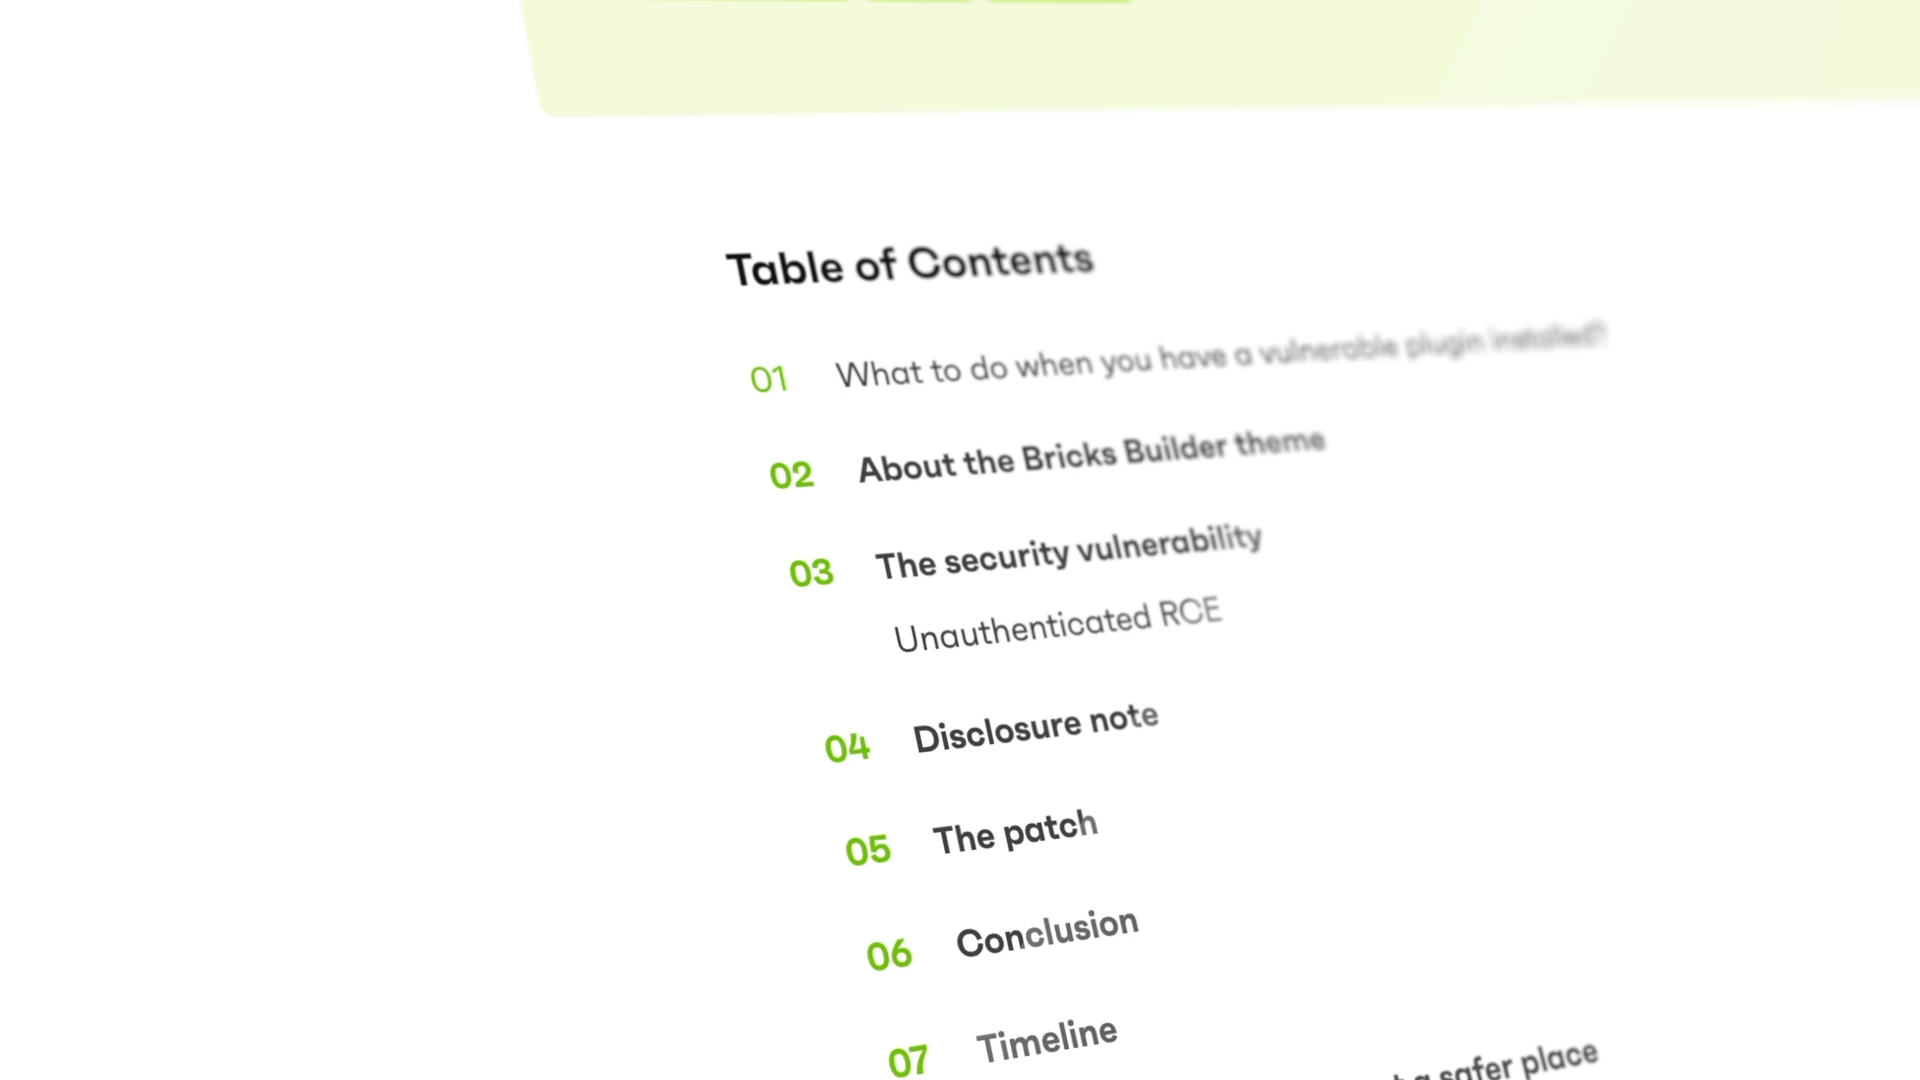 Table of Contents
01 What to do when you have a vulnerable plugin installed?
02 About the Bricks Builder theme
03 The security vulnerability
Unauthenticated RCE
04 Disclosure note
05 The patch
06 Conclusion
07 Timeline
safer place